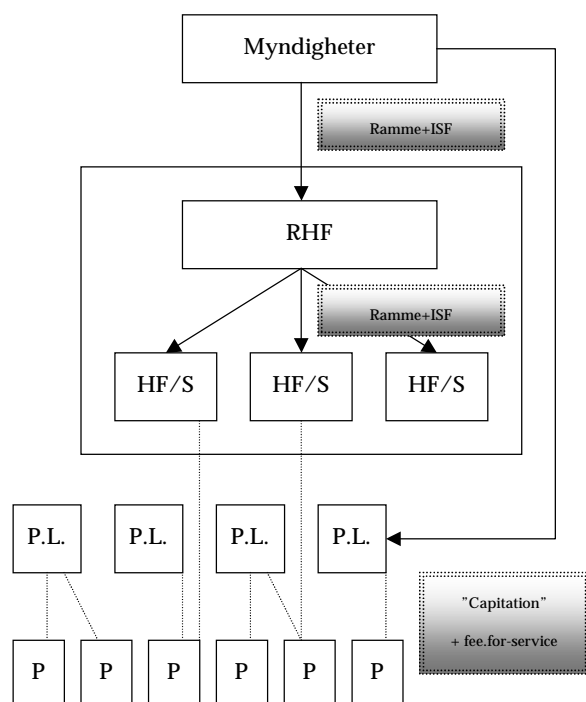 Myndigheter
Ramme+ISF
RHF
Ramme+ISF
HF/S HF/S HF/S
P.L. P.L. P.L. P.L.
"Capitation"
+ fee.for-service
P P P P P P